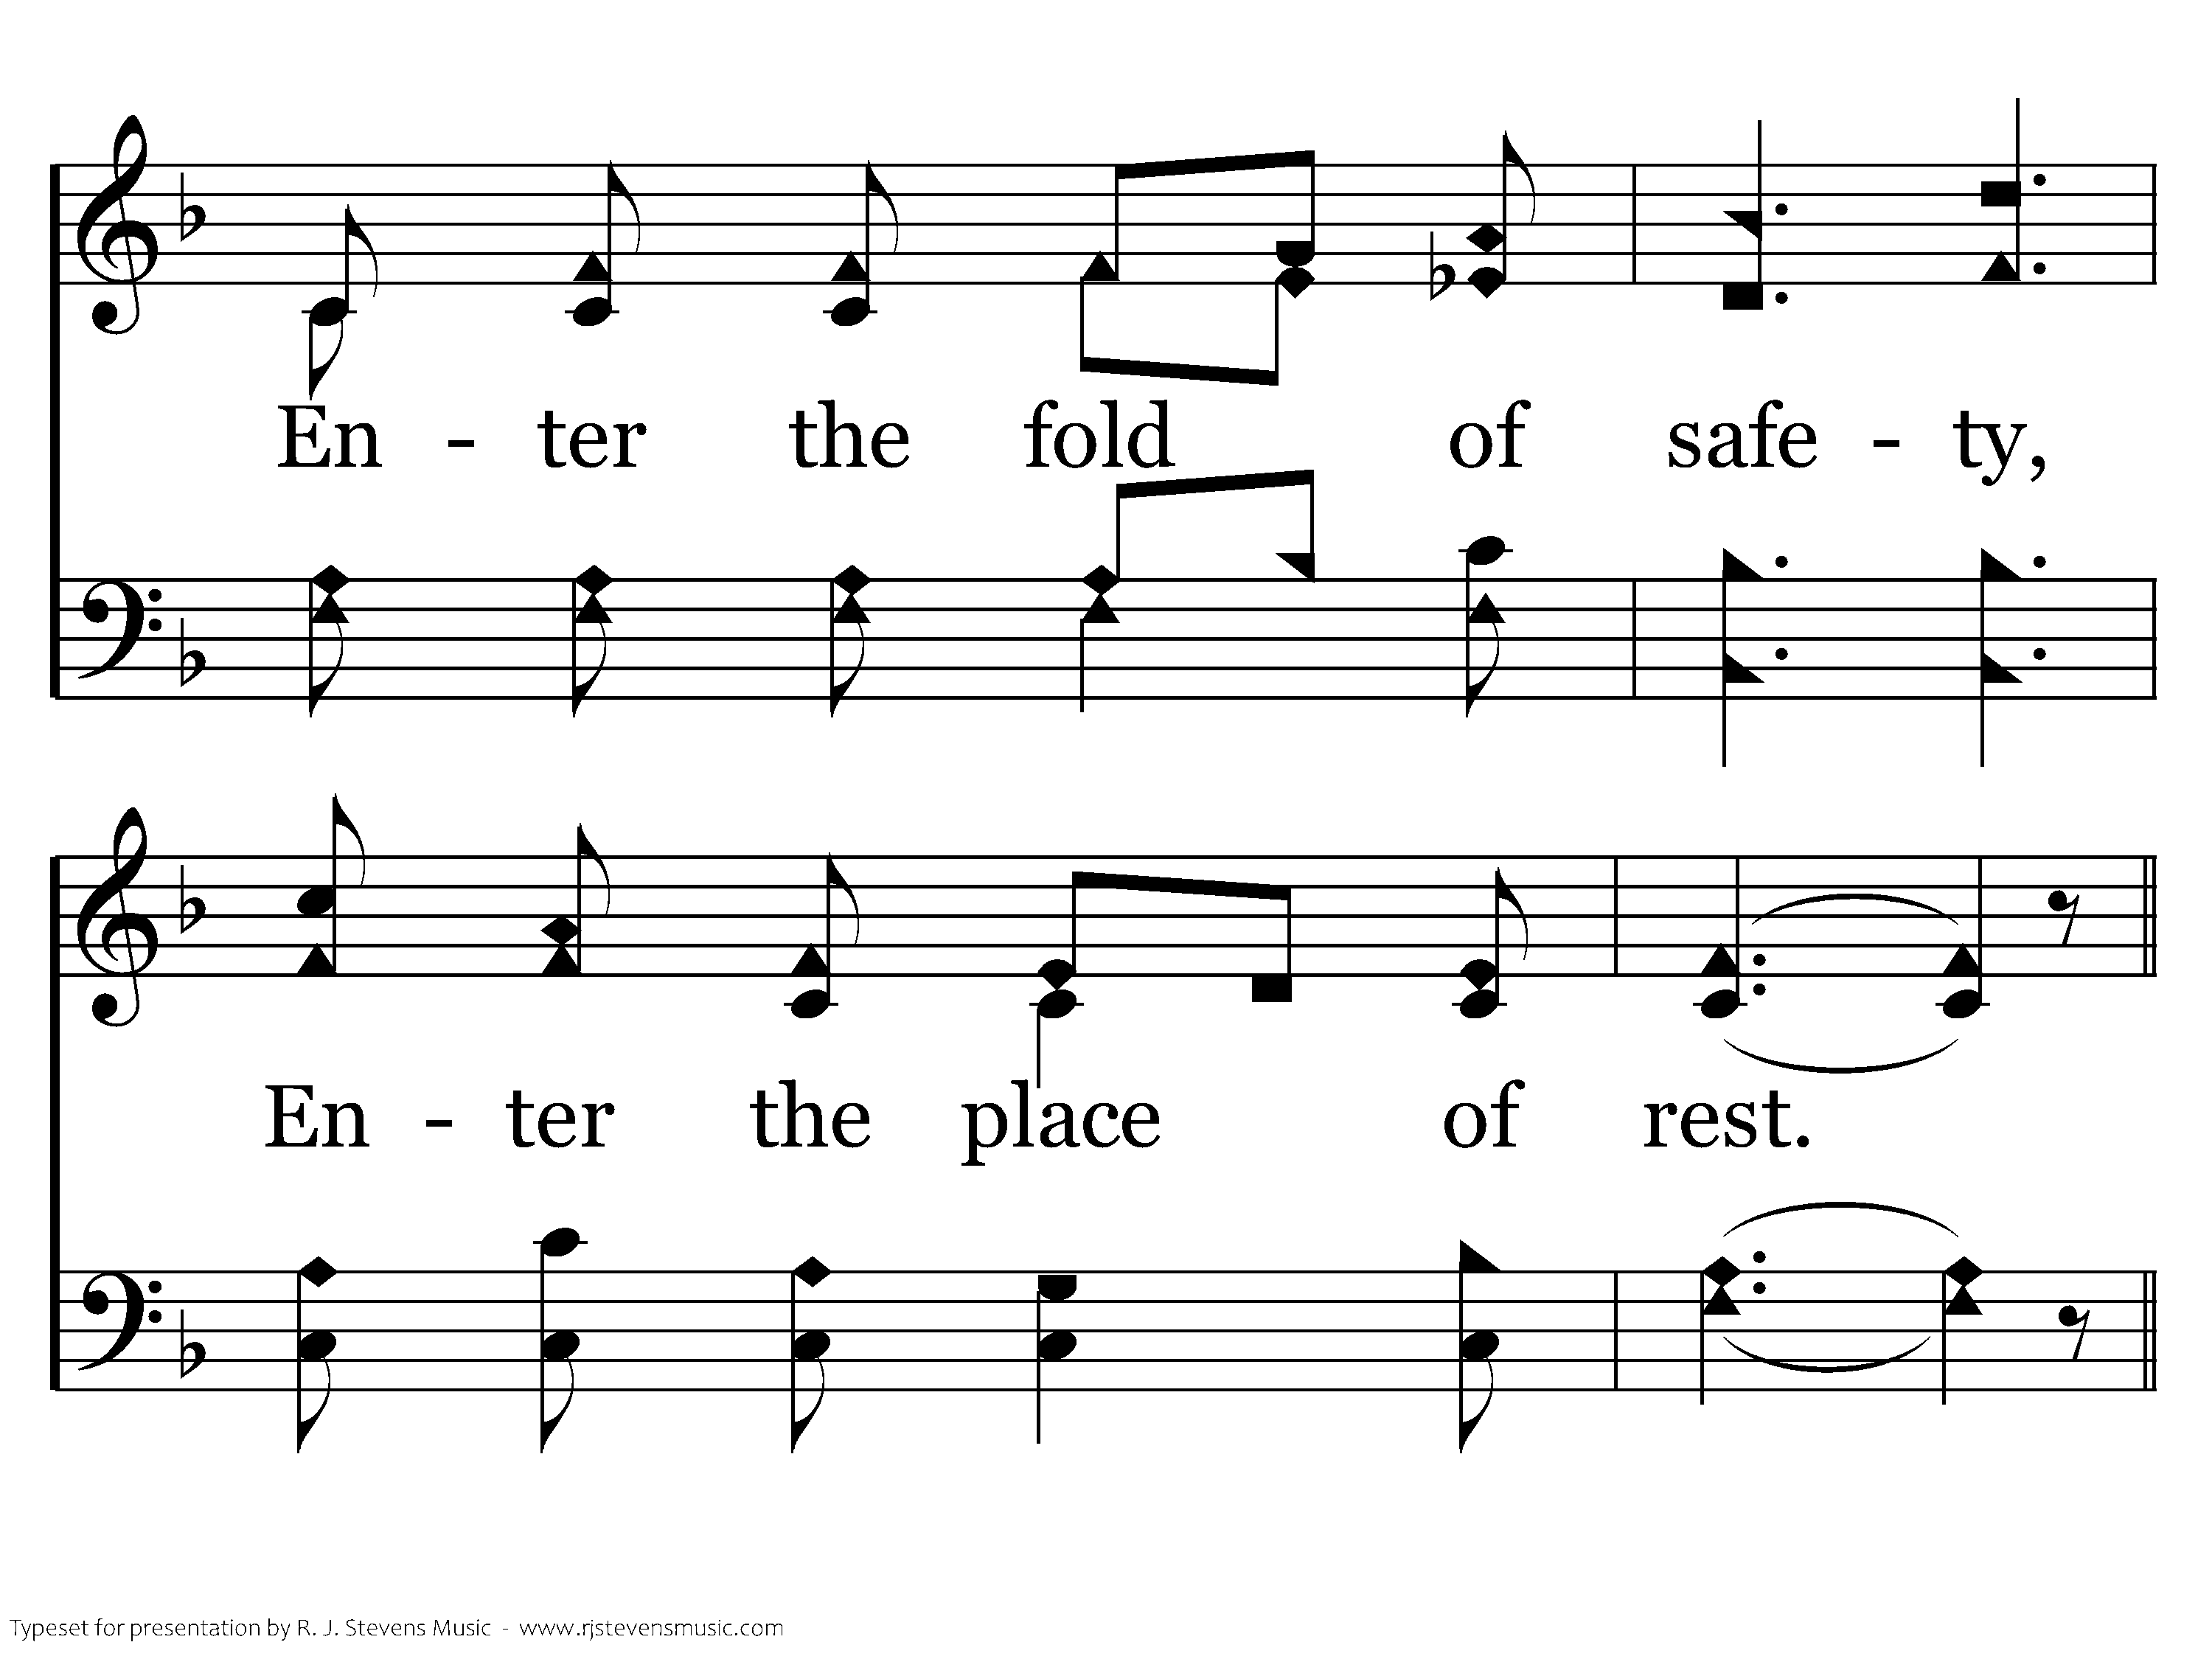 En - ter the fold of safe - ty,
En - ter the place of rest.
Typeset for presentation by R. J. Stevens Music - www.rjstevensmusic.com